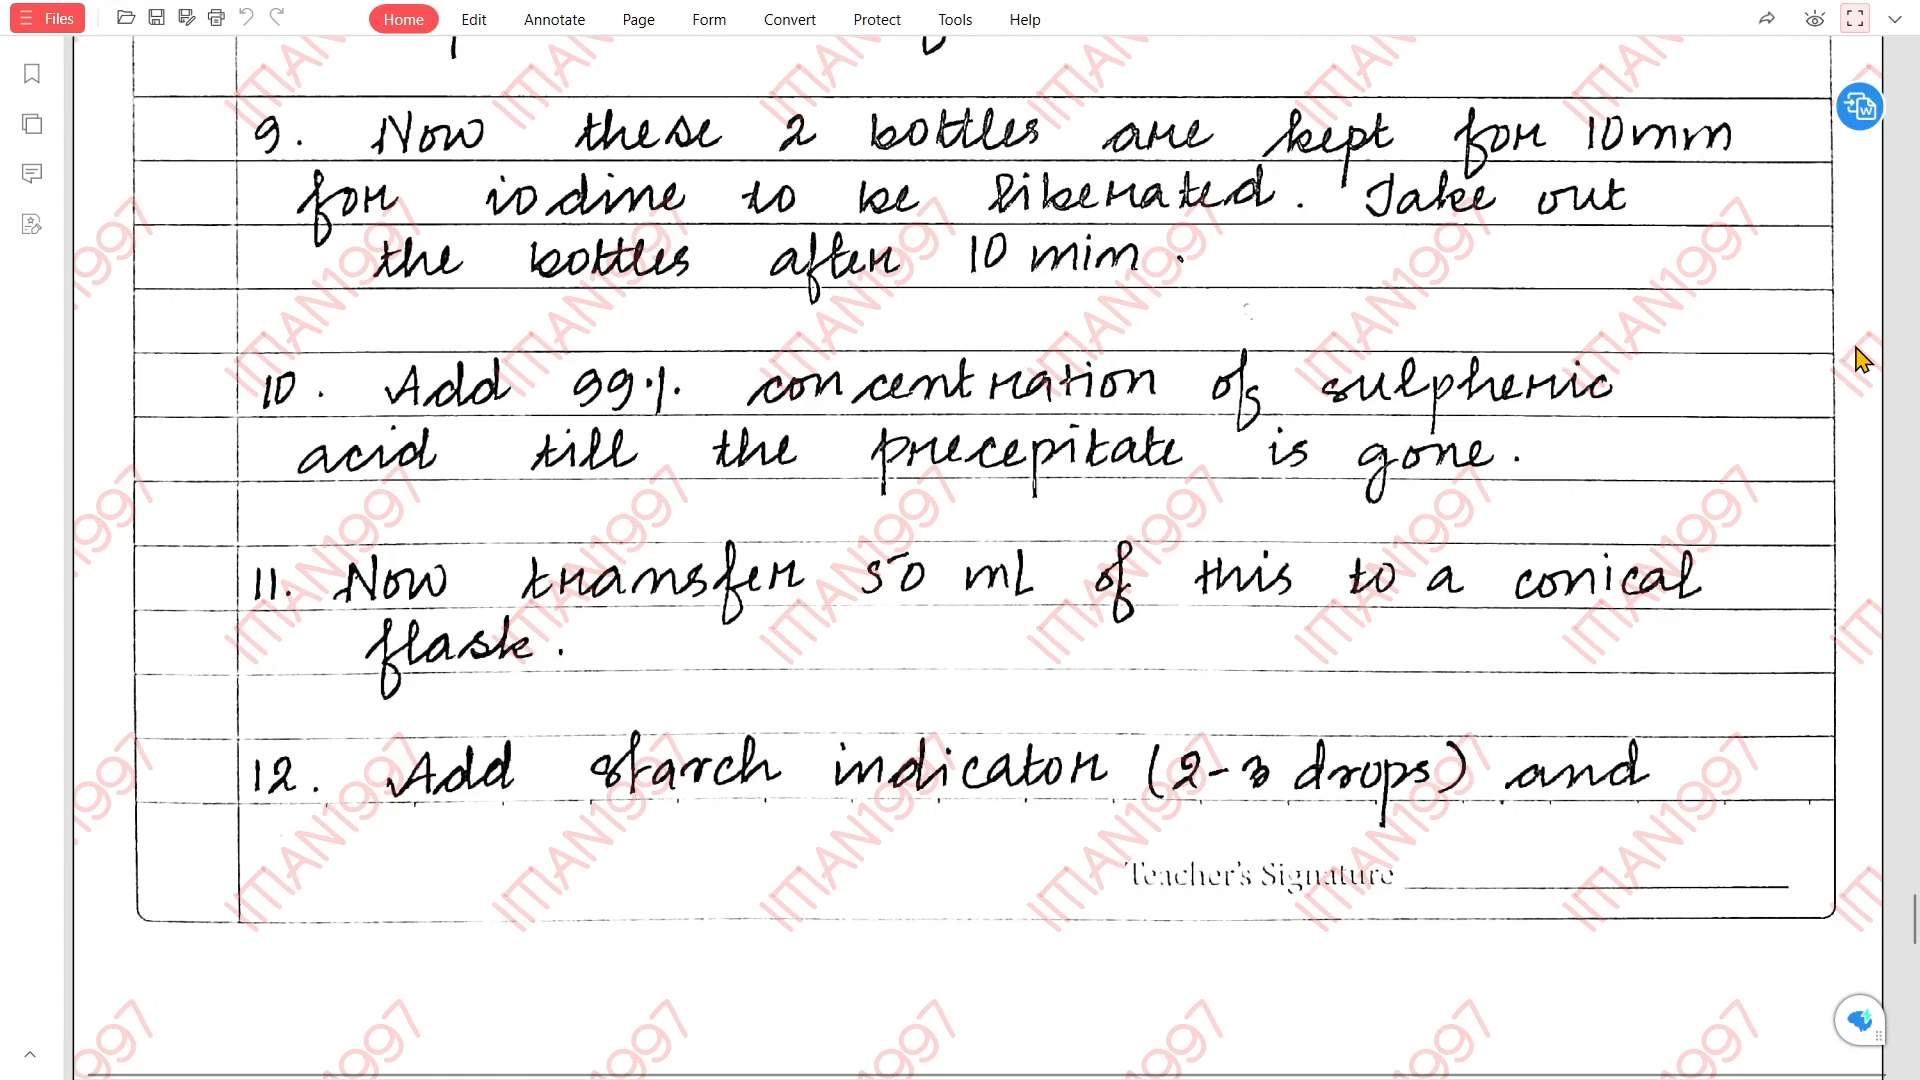 Files
Home Edit Annotate Page Form Convert Protect Tools Help
9. Now these 2 bottles are kept for 10 min
for iodine to be liberated. Take out
the bottles after 10 min.
10. Add 99% concentration of sulpheric
acid till the precepitate is gone.
11. Now transfer 50 mL of this to a conical
flask.
12. Add starch indicator (2-3 drops) and
Teacher's Signature
IMAN1997